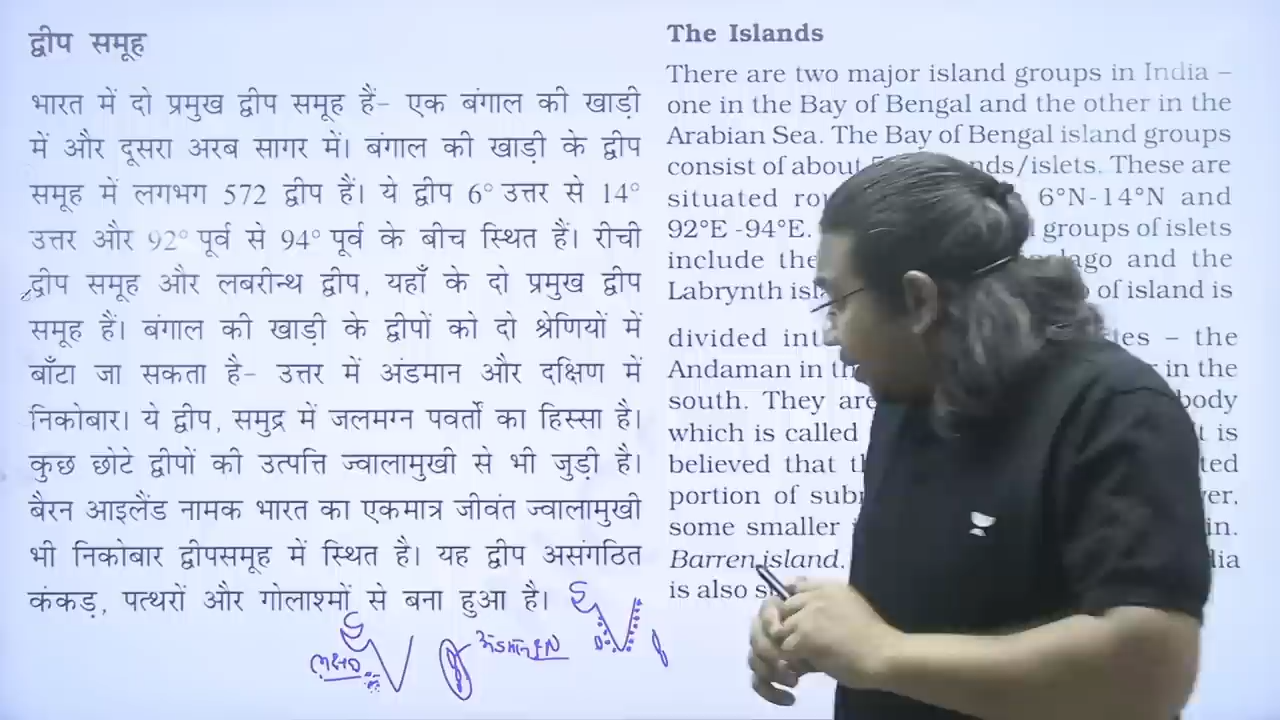 द्वीप समूह
भारत में दो प्रमुख द्वीप समूह हैं- एक बंगाल की खाड़ी
में और दूसरा अरब सागर में। बंगाल की खाड़ी के द्वीप
समूह में लगभग 572 द्वीप हैं। ये द्वीप 6° उत्तर से 14°
उत्तर और 92° पूर्व से 94° पूर्व के बीच स्थित हैं। रीची
द्वीप समूह और लबरीन्थ द्वीप, यहाँ के दो प्रमुख द्वीप
समूह हैं। बंगाल की खाड़ी के द्वीपों को दो श्रेणियों में
बाँटा जा सकता है- उत्तर में अंडमान और दक्षिण में
निकोबार। ये द्वीप, समुद्र में जलमग्न पवर्तों का हिस्सा है।
कुछ छोटे द्वीपों की उत्पत्ति ज्वालामुखी से भी जुड़ी है।
बैरन आइलैंड नामक भारत का एकमात्र जीवंत ज्वालामुखी
भी निकोबार द्वीपसमूह में स्थित है। यह द्वीप असंगठित
कंकड़, पत्थरों और गोलाश्मों से बना हुआ है।
The Islands
There are two major island groups in India –
one in the Bay of Bengal and the other in the
Arabian Sea. The Bay of Bengal island groups
consist of about nds/islets. These are
situated 6°N-14°N and
92°E -94°E. groups of islets
include the and the
Labrynth of island is
divided – the
Andaman in in the
south. They are body
which is called is
believed that
portion of
some smaller
Barren island.
is also